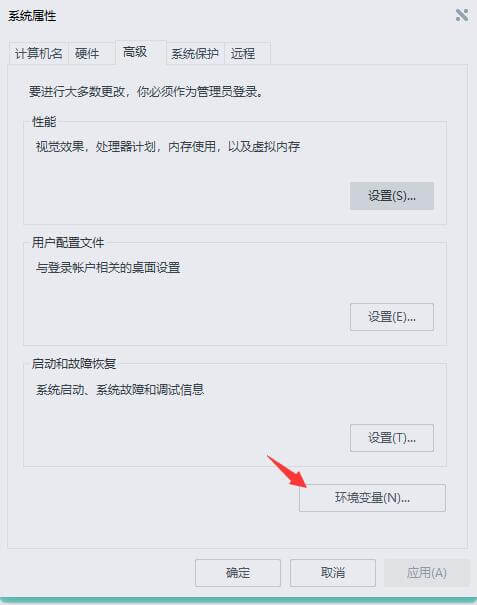 系统属性
计算机名 硬件 高级 系统保护 远程
要进行大多数更改，你必须作为管理员登录。
性能
视觉效果，处理器计划，内存使用，以及虚拟内存
设置(S)...
用户配置文件
与登录帐户相关的桌面设置
设置(E)...
启动和故障恢复
系统启动、系统故障和调试信息
设置(T)...
环境变量(N)...
确定 取消 应用(A)